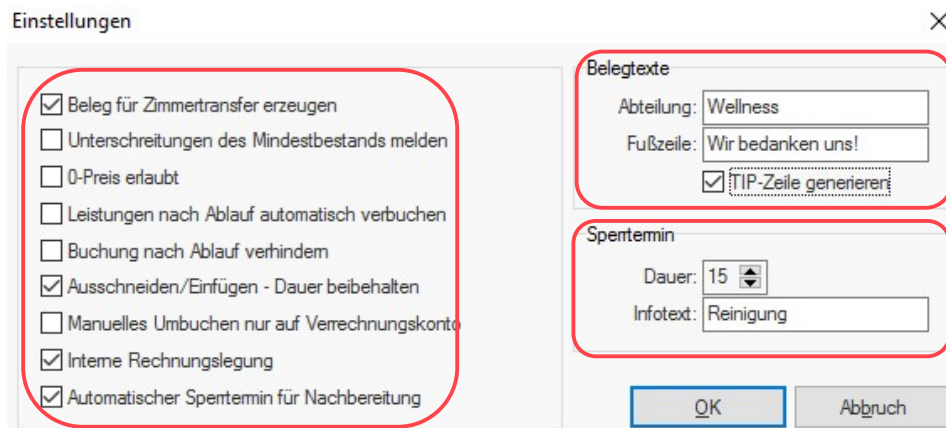 Einstellungen
Beleg für Zimmertransfer erzeugen
Unterschreitungen des Mindestbestands melden
0-Preis erlaubt
Leistungen nach Ablauf automatisch verbuchen
Buchung nach Ablauf verhindern
Ausschneiden/Einfügen - Dauer beibehalten
Manuelles Umbuchen nur auf Verrechnungskonto
Interne Rechnungslegung
Automatischer Sperrtermin für Nachbereitung
Belegtexte
Abteilung: Wellness
Fußzeile: Wir bedanken uns!
TIP-Zeile generieren
Sperrtermin
Dauer: 15
Infotext: Reinigung
OK
Abbruch